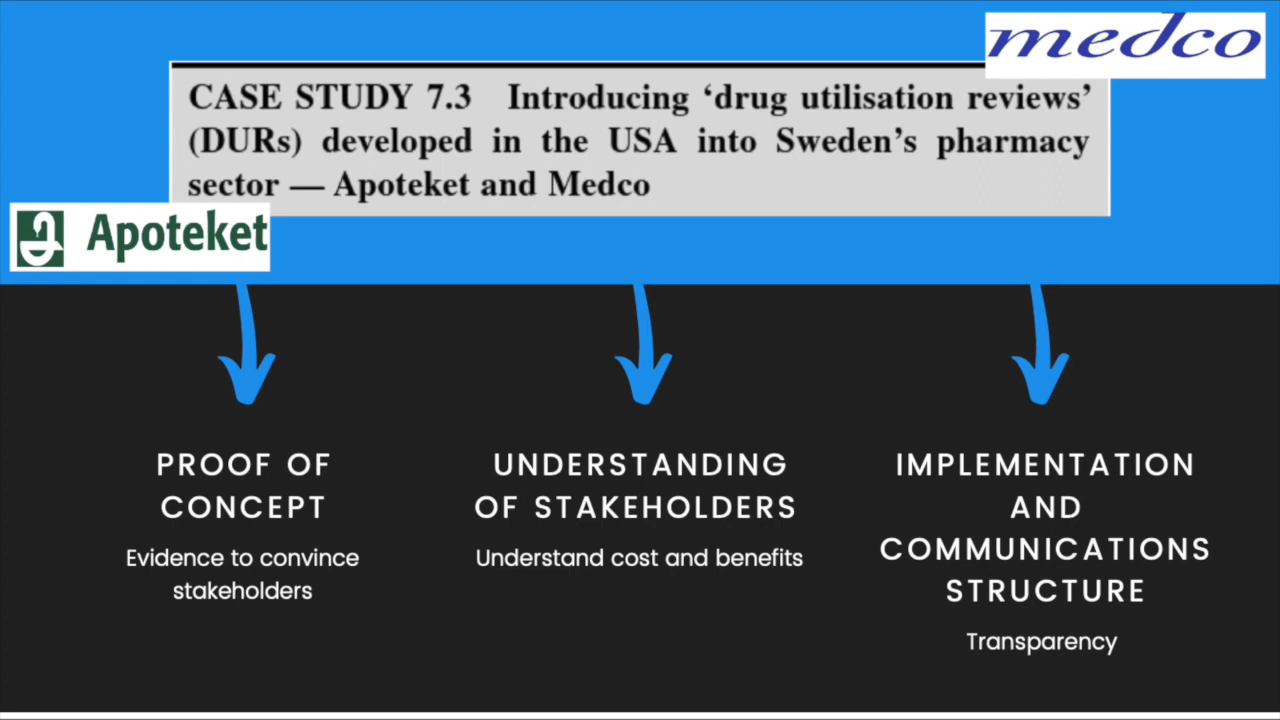 medco
CASE STUDY 7.3 Introducing ‘drug utilisation reviews’
(DURs) developed in the USA into Sweden’s pharmacy
sector — Apoteket and Medco
Apoteket
PROOF OF
CONCEPT
Evidence to convince
stakeholders
UNDERSTANDING
OF STAKEHOLDERS
Understand cost and benefits
IMPLEMENTATION
AND
COMMUNICATIONS
STRUCTURE
Transparency